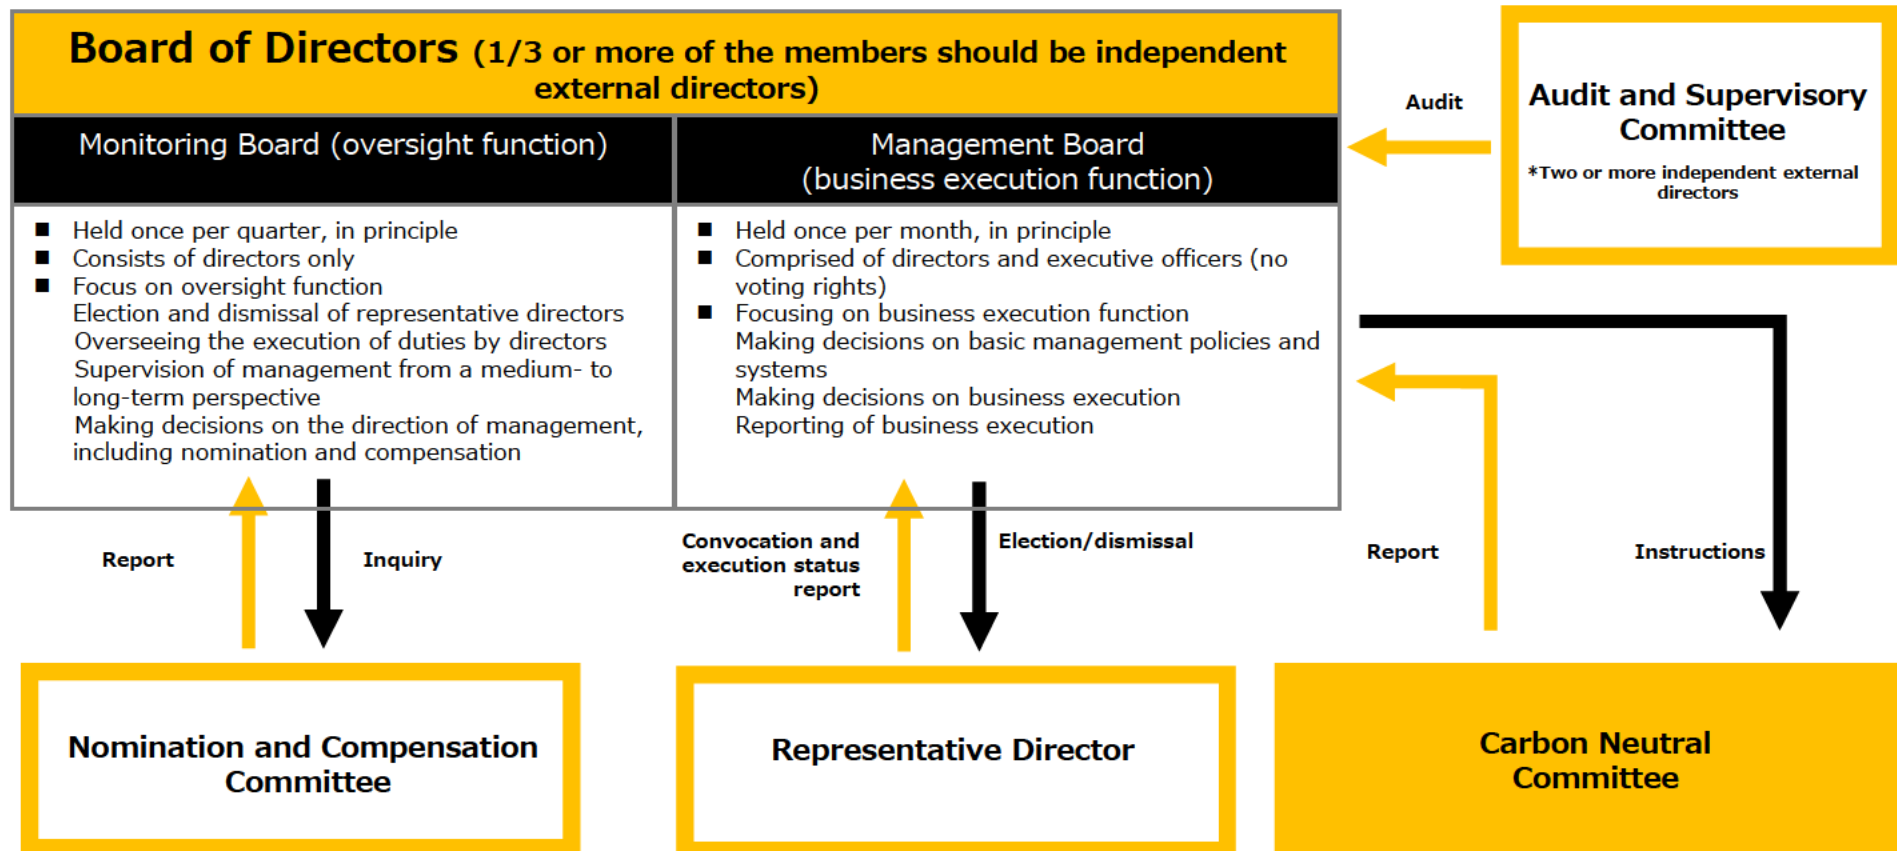 Board of Directors (1/3 or more of the members should be independent
external directors)
Monitoring Board (oversight function)
■ Held once per quarter, in principle
■ Consists of directors only
■ Focus on oversight function
Election and dismissal of representative directors
Overseeing the execution of duties by directors
Supervision of management from a medium- to
long-term perspective
Making decisions on the direction of management,
including nomination and compensation
Management Board
(business execution function)
■ Held once per month, in principle
■ Comprised of directors and executive officers (no
voting rights)
■ Focusing on business execution function
Making decisions on basic management policies and
systems
Making decisions on business execution
Reporting of business execution
Audit
Audit and Supervisory
Committee
*Two or more independent external
directors
Report
Inquiry
Convocation and
execution status
report
Election/dismissal
Report
Instructions
Nomination and Compensation
Committee
Representative Director
Carbon Neutral
Committee